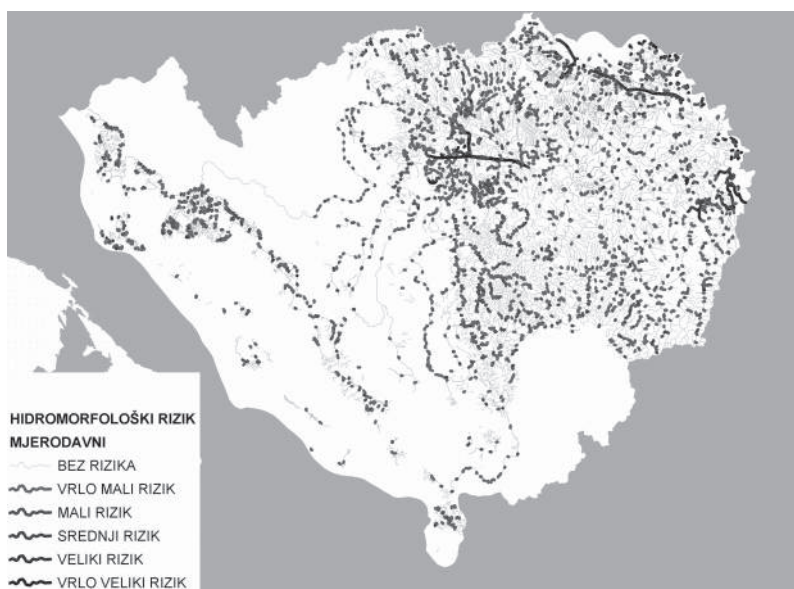 HIDROMORFOLOŠKI RIZIK
MJERODAVNI
BEZ RIZIKA
VRLO MALI RIZIK
MALI RIZIK
SREDNJI RIZIK
VELIKI RIZIK
VRLO VELIKI RIZIK